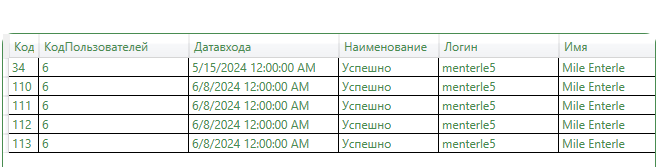 Код КодПользователей Датавхода Наименование Логин Имя
34 6 5/15/2024 12:00:00 AM Успешно menterle5 Mile Enterle
110 6 6/8/2024 12:00:00 AM Успешно menterle5 Mile Enterle
111 6 6/8/2024 12:00:00 AM Успешно menterle5 Mile Enterle
112 6 6/8/2024 12:00:00 AM Успешно menterle5 Mile Enterle
113 6 6/8/2024 12:00:00 AM Успешно menterle5 Mile Enterle